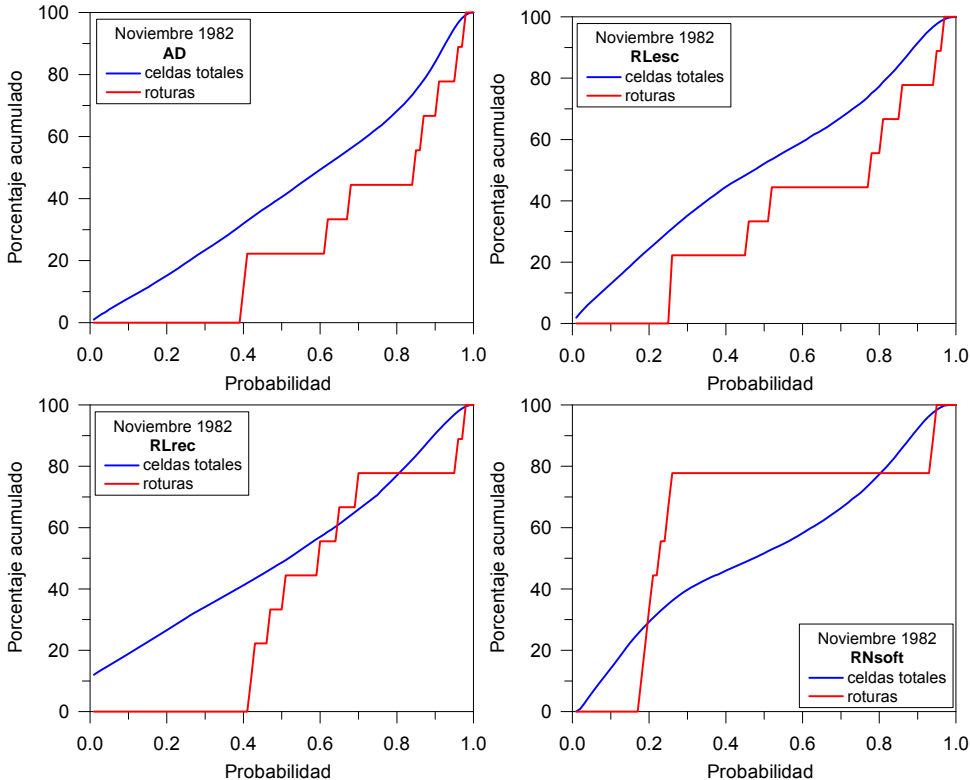 Porcentaje acumulado
100
80
60
40
20
0
Noviembre 1982
AD
celdas totales
roturas
0.0 0.2 0.4 0.6 0.8 1.0
Probabilidad
Porcentaje acumulado
100
80
60
40
20
0
Noviembre 1982
RLesc
celdas totales
roturas
0.0 0.2 0.4 0.6 0.8 1.0
Probabilidad
Porcentaje acumulado
100
80
60
40
20
0
Noviembre 1982
RLrec
celdas totales
roturas
0.0 0.2 0.4 0.6 0.8 1.0
Probabilidad
Porcentaje acumulado
100
80
60
40
20
0
Noviembre 1982
RNsoft
celdas totales
roturas
0.0 0.2 0.4 0.6 0.8 1.0
Probabilidad